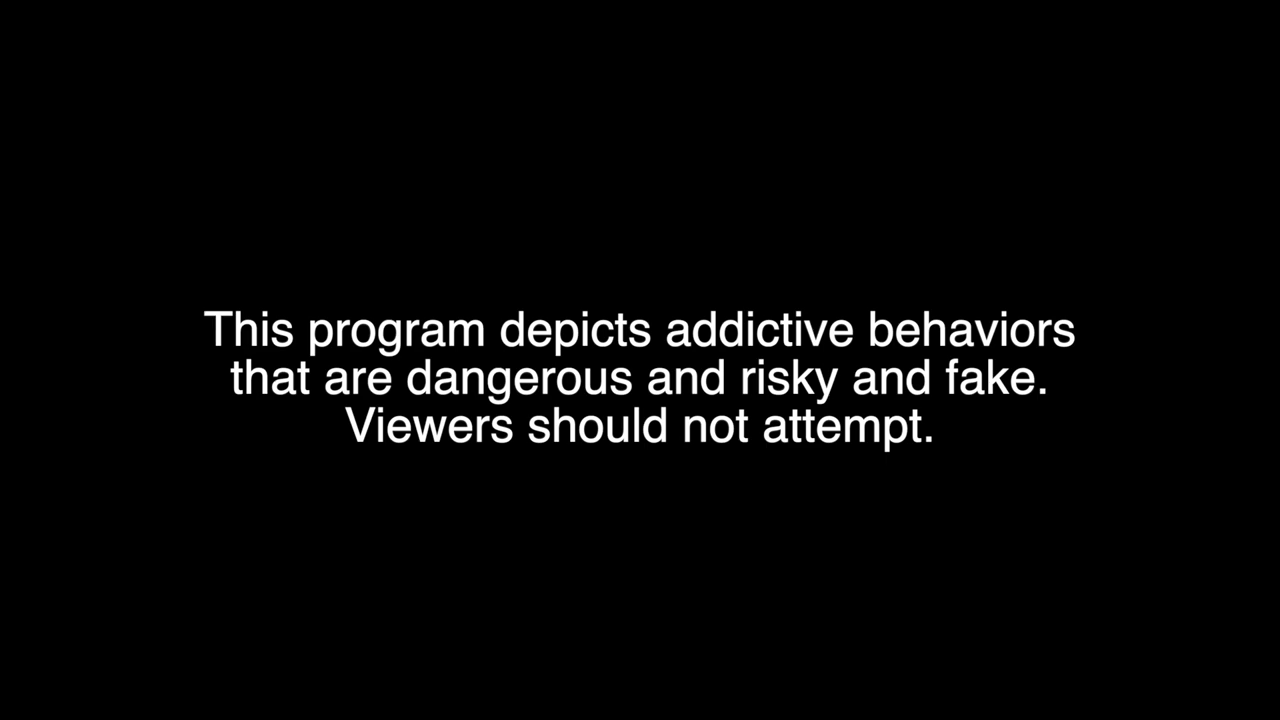 This program depicts addictive behaviors
that are dangerous and risky and fake.
Viewers should not attempt.